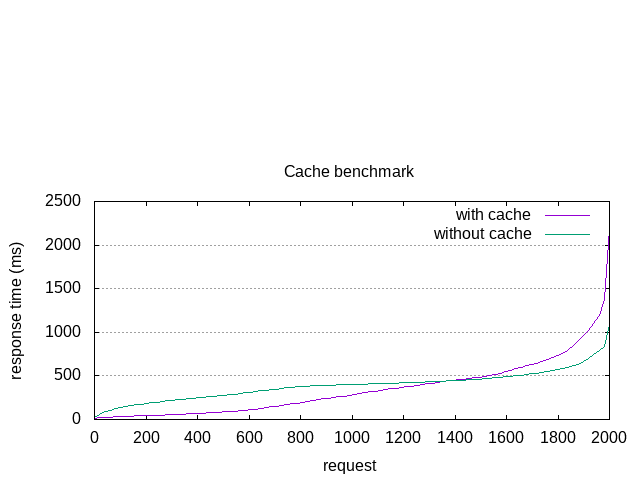 Cache benchmark
2500
2000
1500
1000
500
0
response time (ms)
with cache
without cache
0 200 400 600 800 1000 1200 1400 1600 1800 2000
request